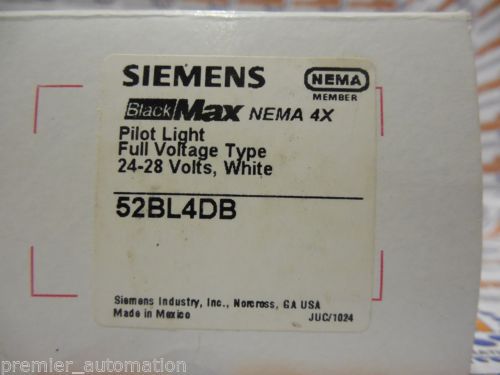 SIEMENS
NEMA
MEMBER
BlackMax NEMA 4X
Pilot Light
Full Voltage Type
24-28 Volts, White
52BL4DB
Siemens Industry, Inc., Norcross, GA USA
Made in Mexico
JUC/1024
premier_automation